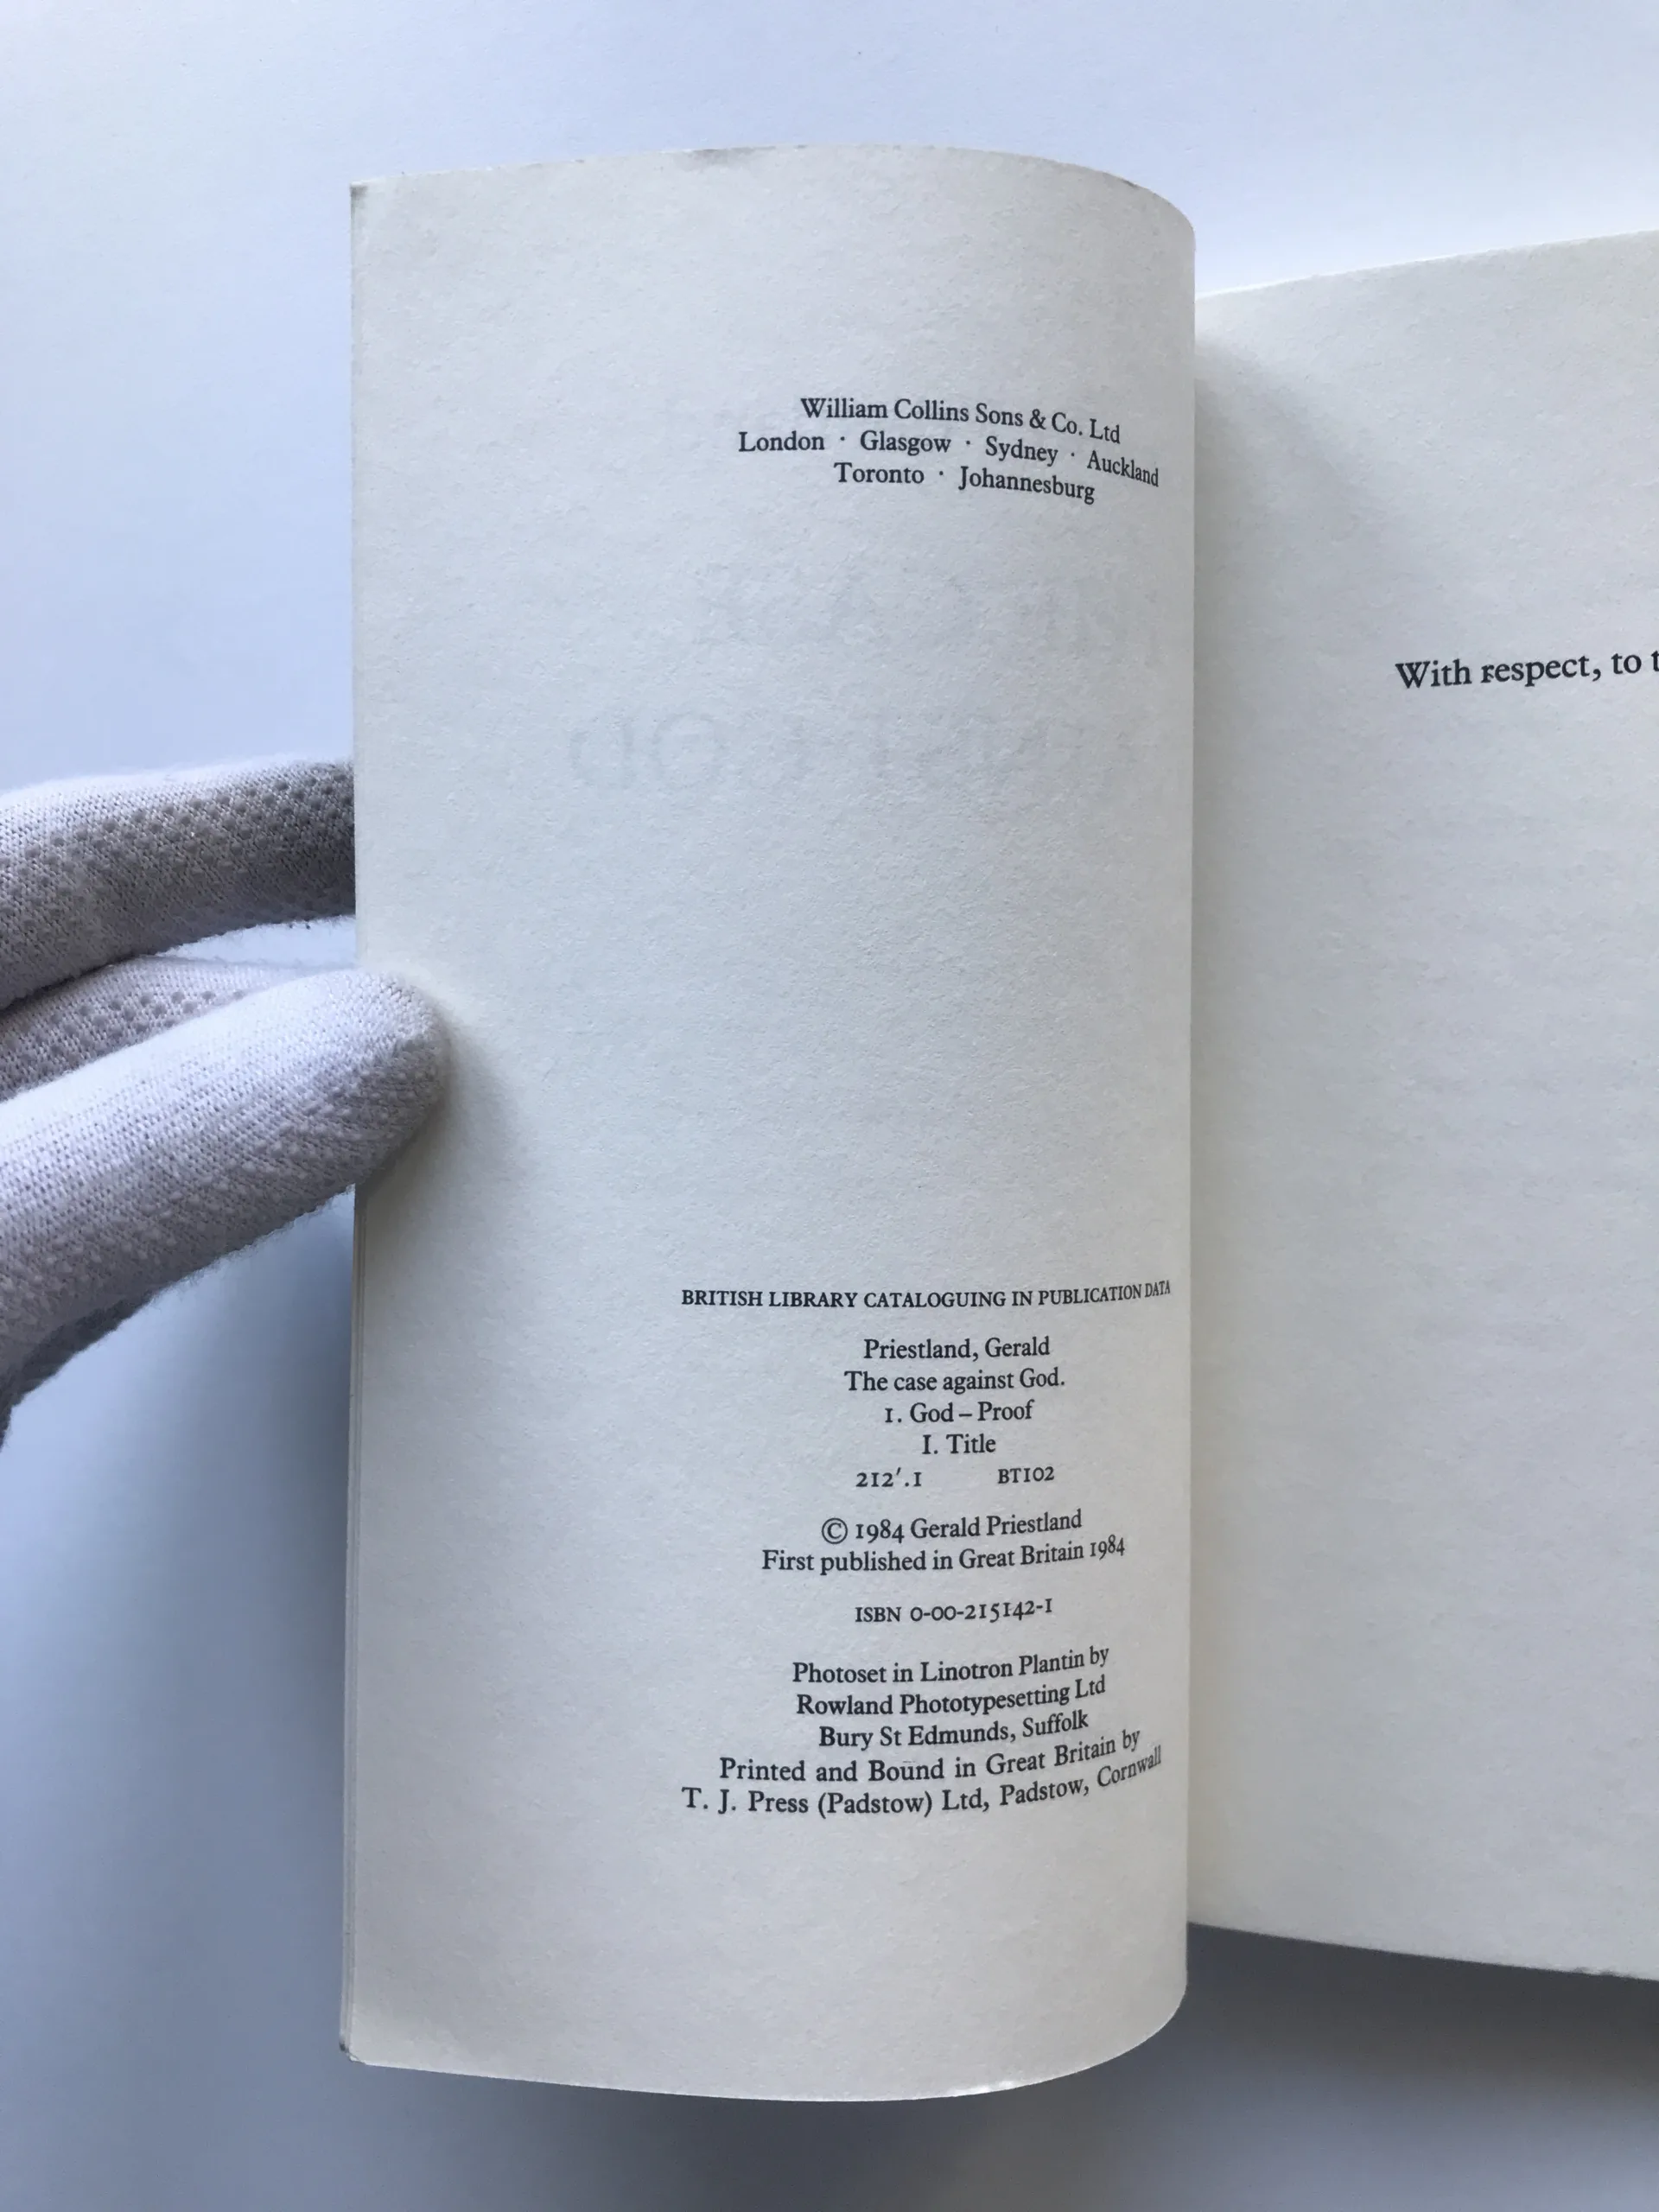 William Collins Sons & Co. Ltd
London · Glasgow · Sydney · Auckland
Toronto · Johannesburg
BRITISH LIBRARY CATALOGUING IN PUBLICATION DATA
Priestland, Gerald
The case against God.
1. God – Proof
I. Title
212'.1 BT102
© 1984 Gerald Priestland
First published in Great Britain 1984
ISBN 0-00-215142-1
Photoset in Linotron Plantin by
Rowland Phototypesetting Ltd
Bury St Edmunds, Suffolk
Printed and Bound in Great Britain by
T. J. Press (Padstow) Ltd, Padstow, Cornwall
With respect, to